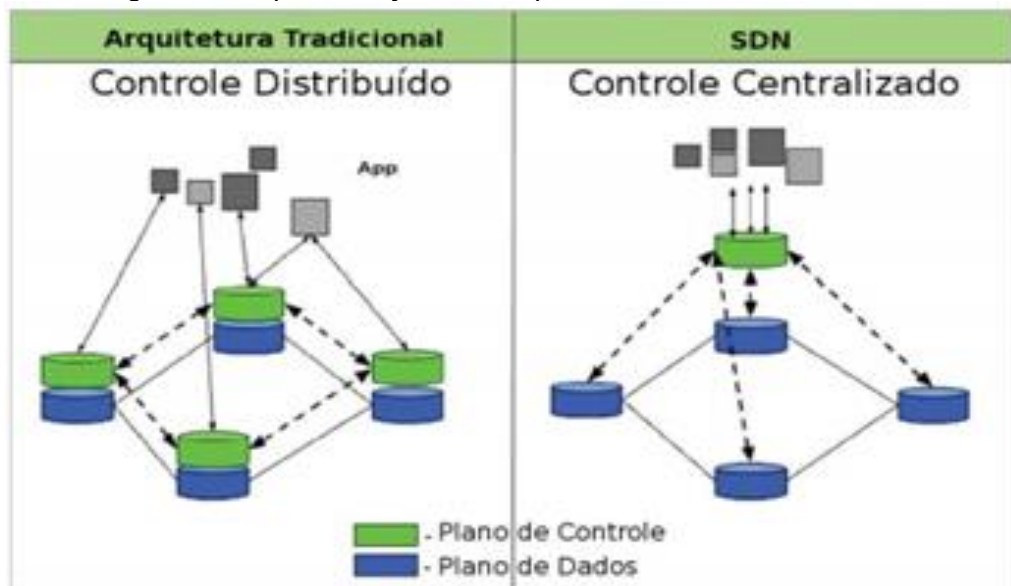 Arquitetura Tradicional
SDN
Controle Distribuído
Controle Centralizado
App
- Plano de Controle
- Plano de Dados